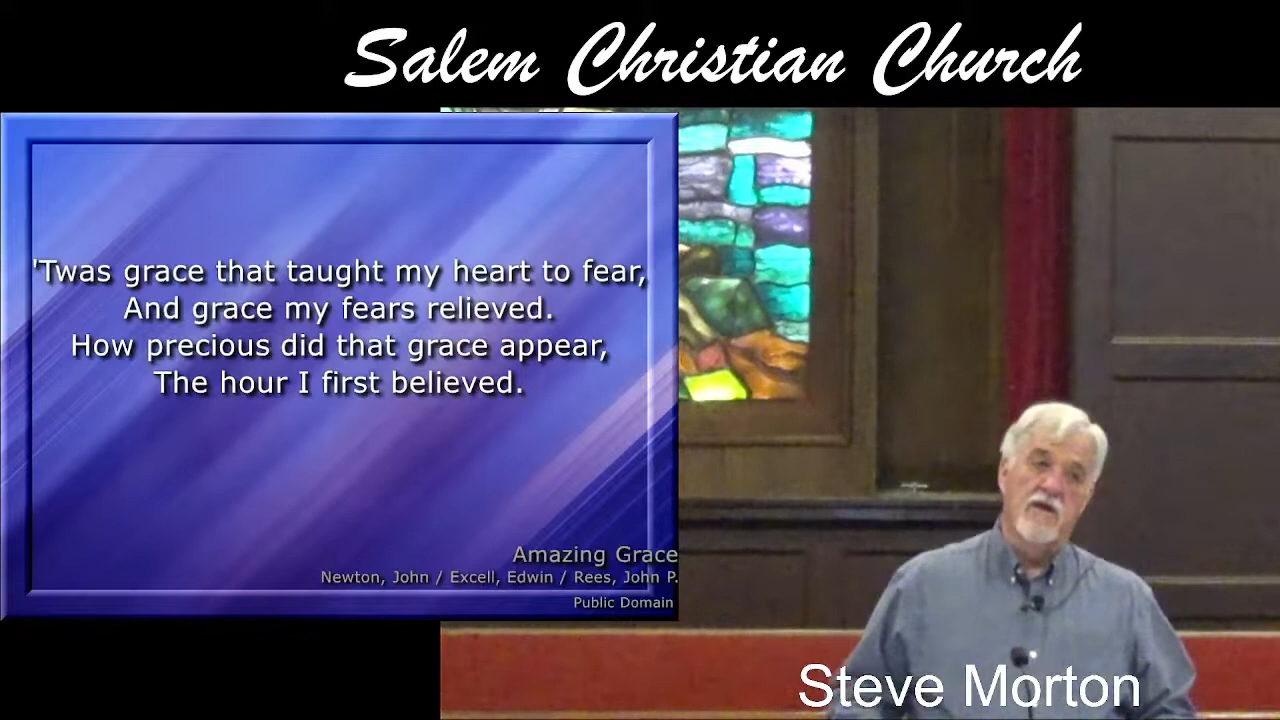 Salem Christian Church
'Twas grace that taught my heart to fear,
And grace my fears relieved.
How precious did that grace appear,
The hour I first believed.
Amazing Grace
Newton, John / Excell, Edwin / Rees, John P.
Public Domain
Steve Morton